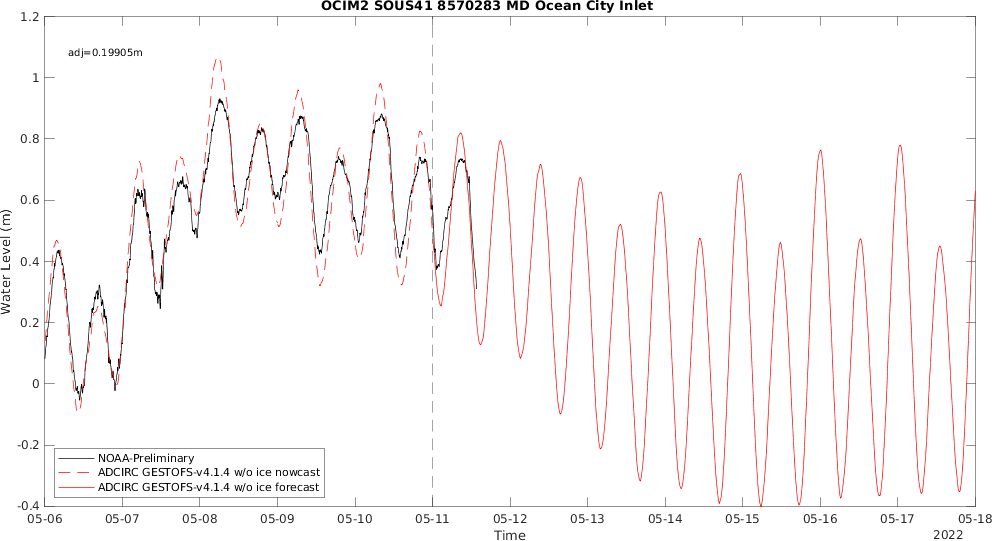 OCIM2 SOUS41 8570283 MD Ocean City Inlet
1.2
adj=0.19905m
1
0.8
0.6
0.4
0.2
0
-0.2
-0.4
Water Level (m)
NOAA-Preliminary
ADCIRC GESTOFS-v4.1.4 w/o ice nowcast
ADCIRC GESTOFS-v4.1.4 w/o ice forecast
05-06 05-07 05-08 05-09 05-10 05-11 05-12 05-13 05-14 05-15 05-16 05-17 05-18
Time
2022